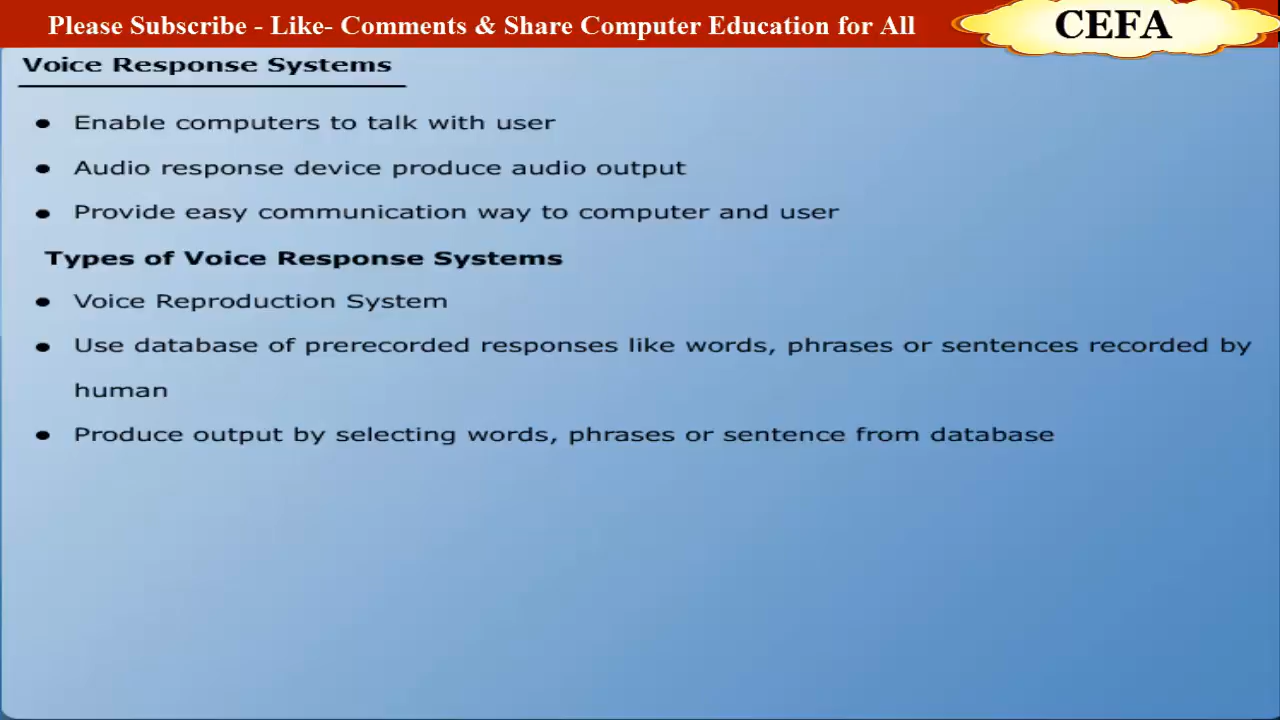 Please Subscribe - Like- Comments & Share Computer Education for All
CEFA
Voice Response Systems
● Enable computers to talk with user
● Audio response device produce audio output
● Provide easy communication way to computer and user
Types of Voice Response Systems
● Voice Reproduction System
● Use database of prerecorded responses like words, phrases or sentences recorded by
human
● Produce output by selecting words, phrases or sentence from database